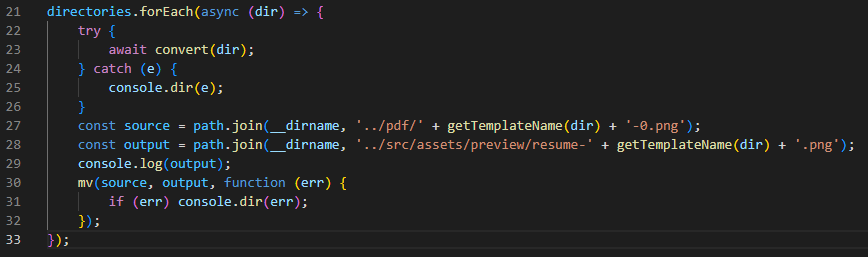 21 directories.forEach(async (dir) => {
22     try {
23         await convert(dir);
24     } catch (e) {
25         console.dir(e);
26     }
27     const source = path.join(__dirname, '../pdf/' + getTemplateName(dir) + '-0.png');
28     const output = path.join(__dirname, '../src/assets/preview/resume-' + getTemplateName(dir) + '.png');
29     console.log(output);
30     mv(source, output, function (err) {
31         if (err) console.dir(err);
32     });
33 });